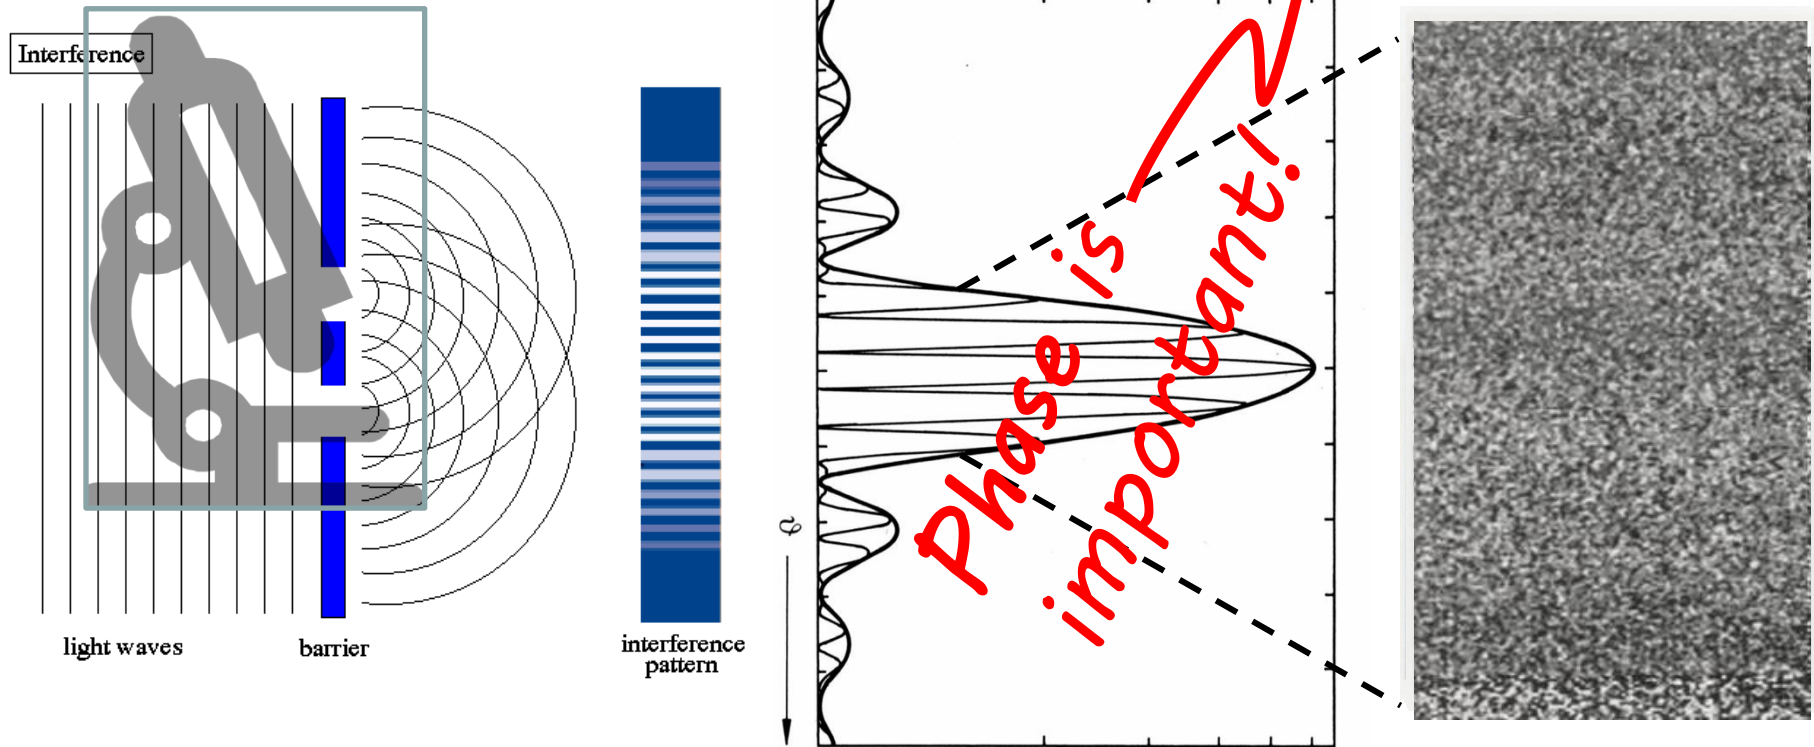 Interference
light waves
barrier
interference
pattern
φ
Phase is
important!